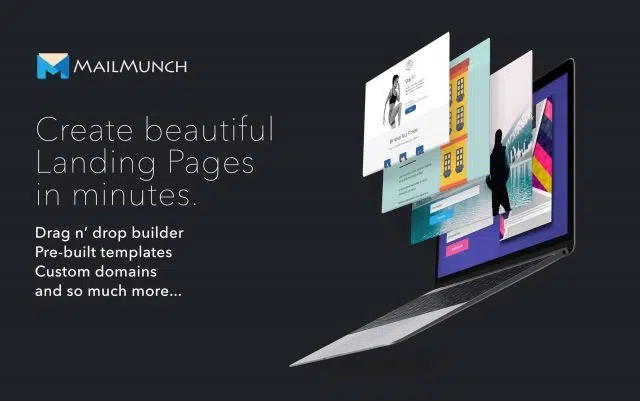 MAILMUNCH
Create beautiful
Landing Pages
in minutes.
Drag n' drop builder
Pre-built templates
Custom domains
and so much more...